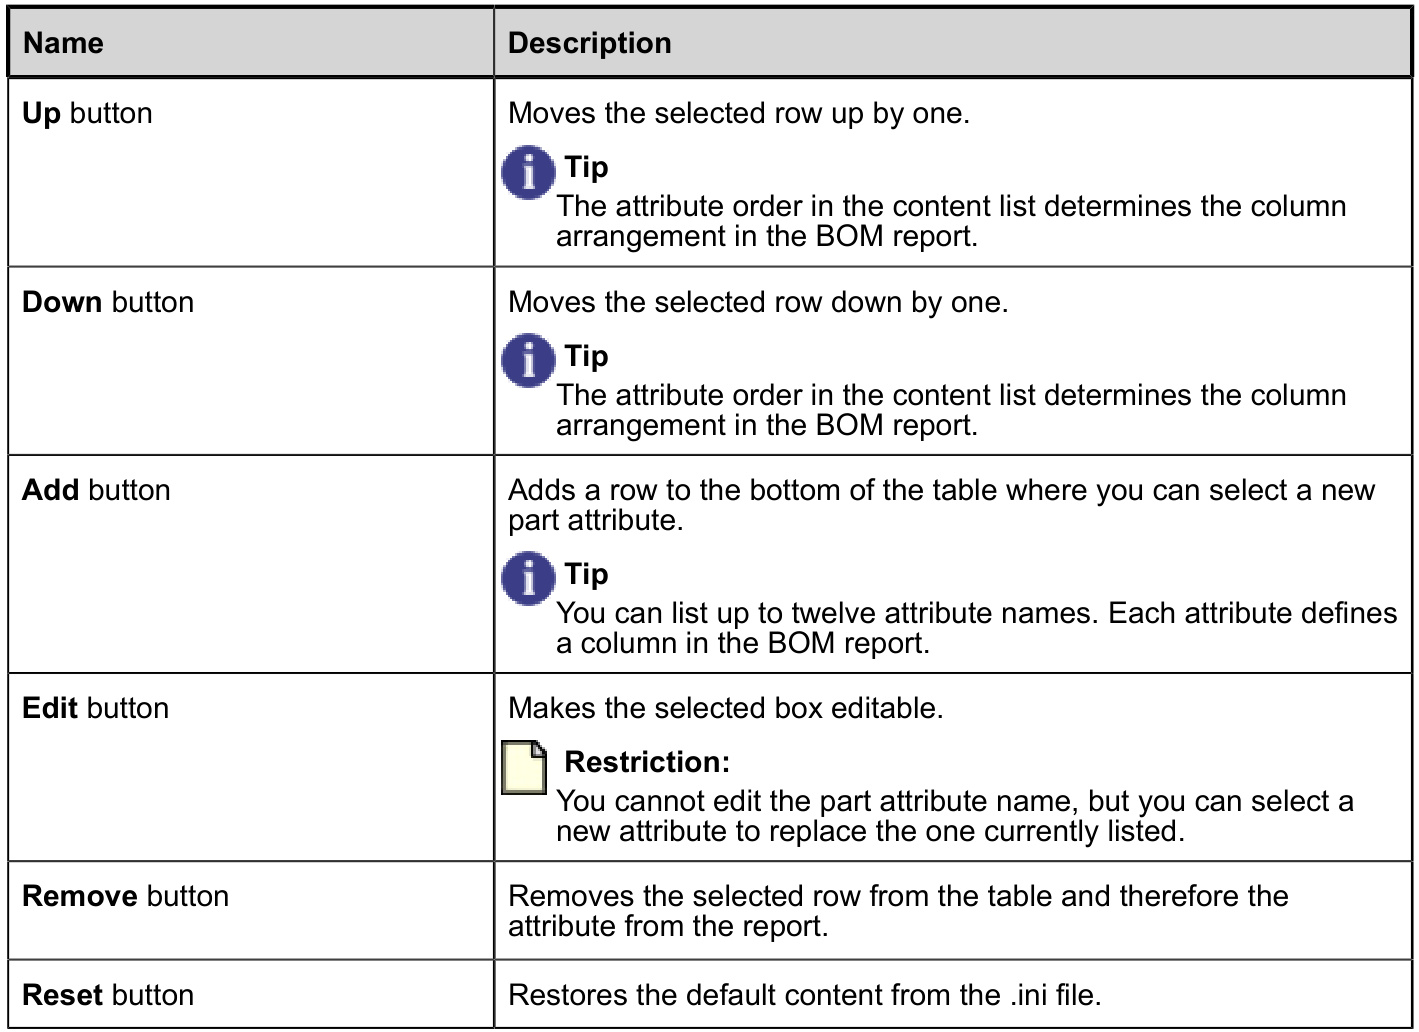 Name
Description
Up button
Moves the selected row up by one.
Tip
The attribute order in the content list determines the column
arrangement in the BOM report.
Down button
Moves the selected row down by one.
Tip
The attribute order in the content list determines the column
arrangement in the BOM report.
Add button
Adds a row to the bottom of the table where you can select a new
part attribute.
Tip
You can list up to twelve attribute names. Each attribute defines
a column in the BOM report.
Edit button
Makes the selected box editable.
Restriction:
You cannot edit the part attribute name, but you can select a
new attribute to replace the one currently listed.
Remove button
Removes the selected row from the table and therefore the
attribute from the report.
Reset button
Restores the default content from the .ini file.